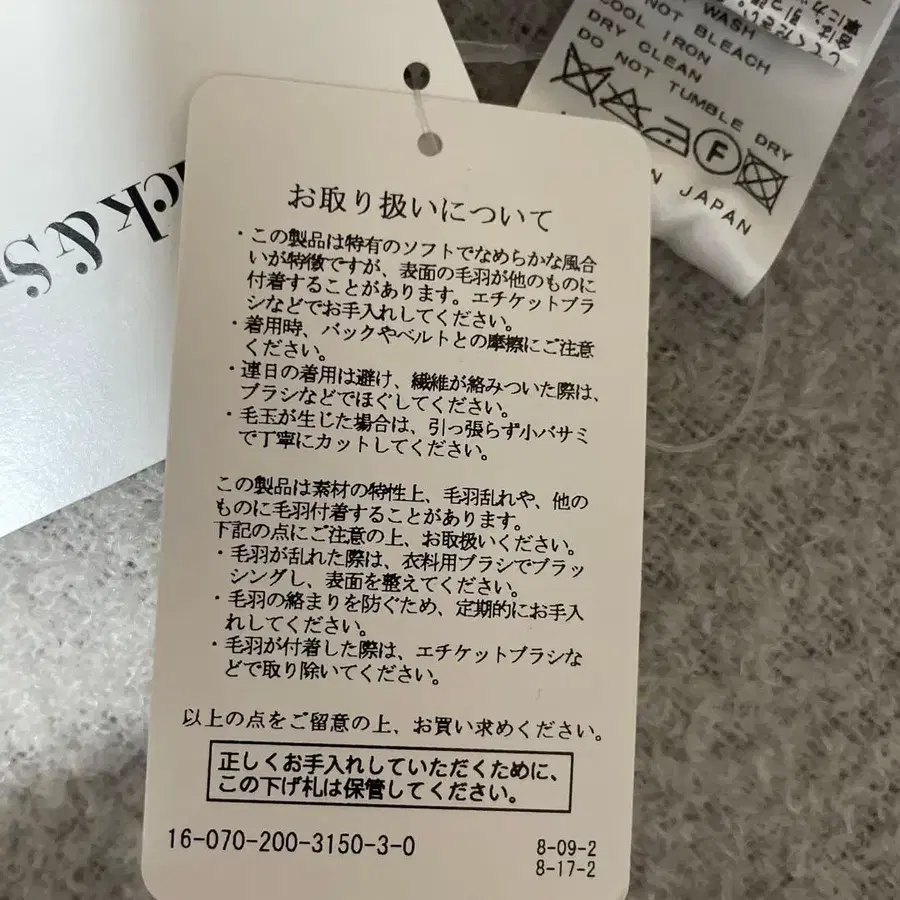 お取り扱いについて
・この製品は特有のソフトでなめらかな風合
いが特徴ですが、表面の毛羽が他のものに
付着することがあります。エチケットブラ
シなどでお手入れしてください。
・着用時、バックやベルトとの摩擦にご注意
ください。
・連日の着用は避け、繊維が絡みついた際は、
ブラシなどでほぐしてください。
・毛玉が生じた場合は、引っ張らず小バサミ
で丁寧にカットしてください。
この製品は素材の特性上、毛羽乱れや、他の
ものに毛羽付着することがあります。
下記の点にご注意の上、お取扱いください。
・毛羽が乱れた際は、衣料用ブラシでブラッ
シングし、表面を整えてください。
・毛羽の絡まりを防ぐため、定期的にお手入
れしてください。
・毛羽が付着した際は、エチケットブラシな
どで取り除いてください。
以上の点をご留意の上、お買い求めください。
正しくお手入れしていただくために、
この下げ札は保管してください。
16-070-200-3150-3-0
8-09-2
8-17-2
WASH
NOT BLEACH
COOL IRON
DRY CLEAN
DO NOT TUMBLE DRY
F
JAPAN
ck & S